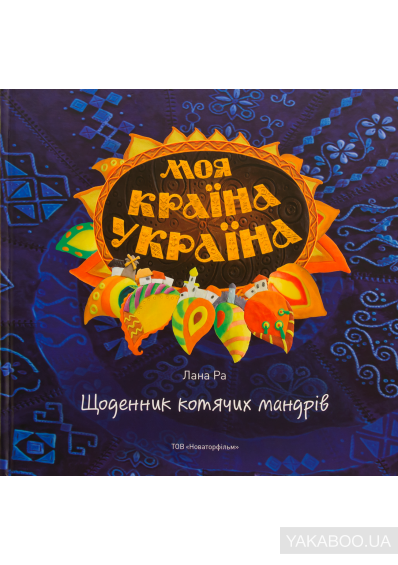 Моя
країна
Україна
Лана Ра
Щоденник котячих мандрів
ТОВ «Новаторфільм»
YAKABOO.UA